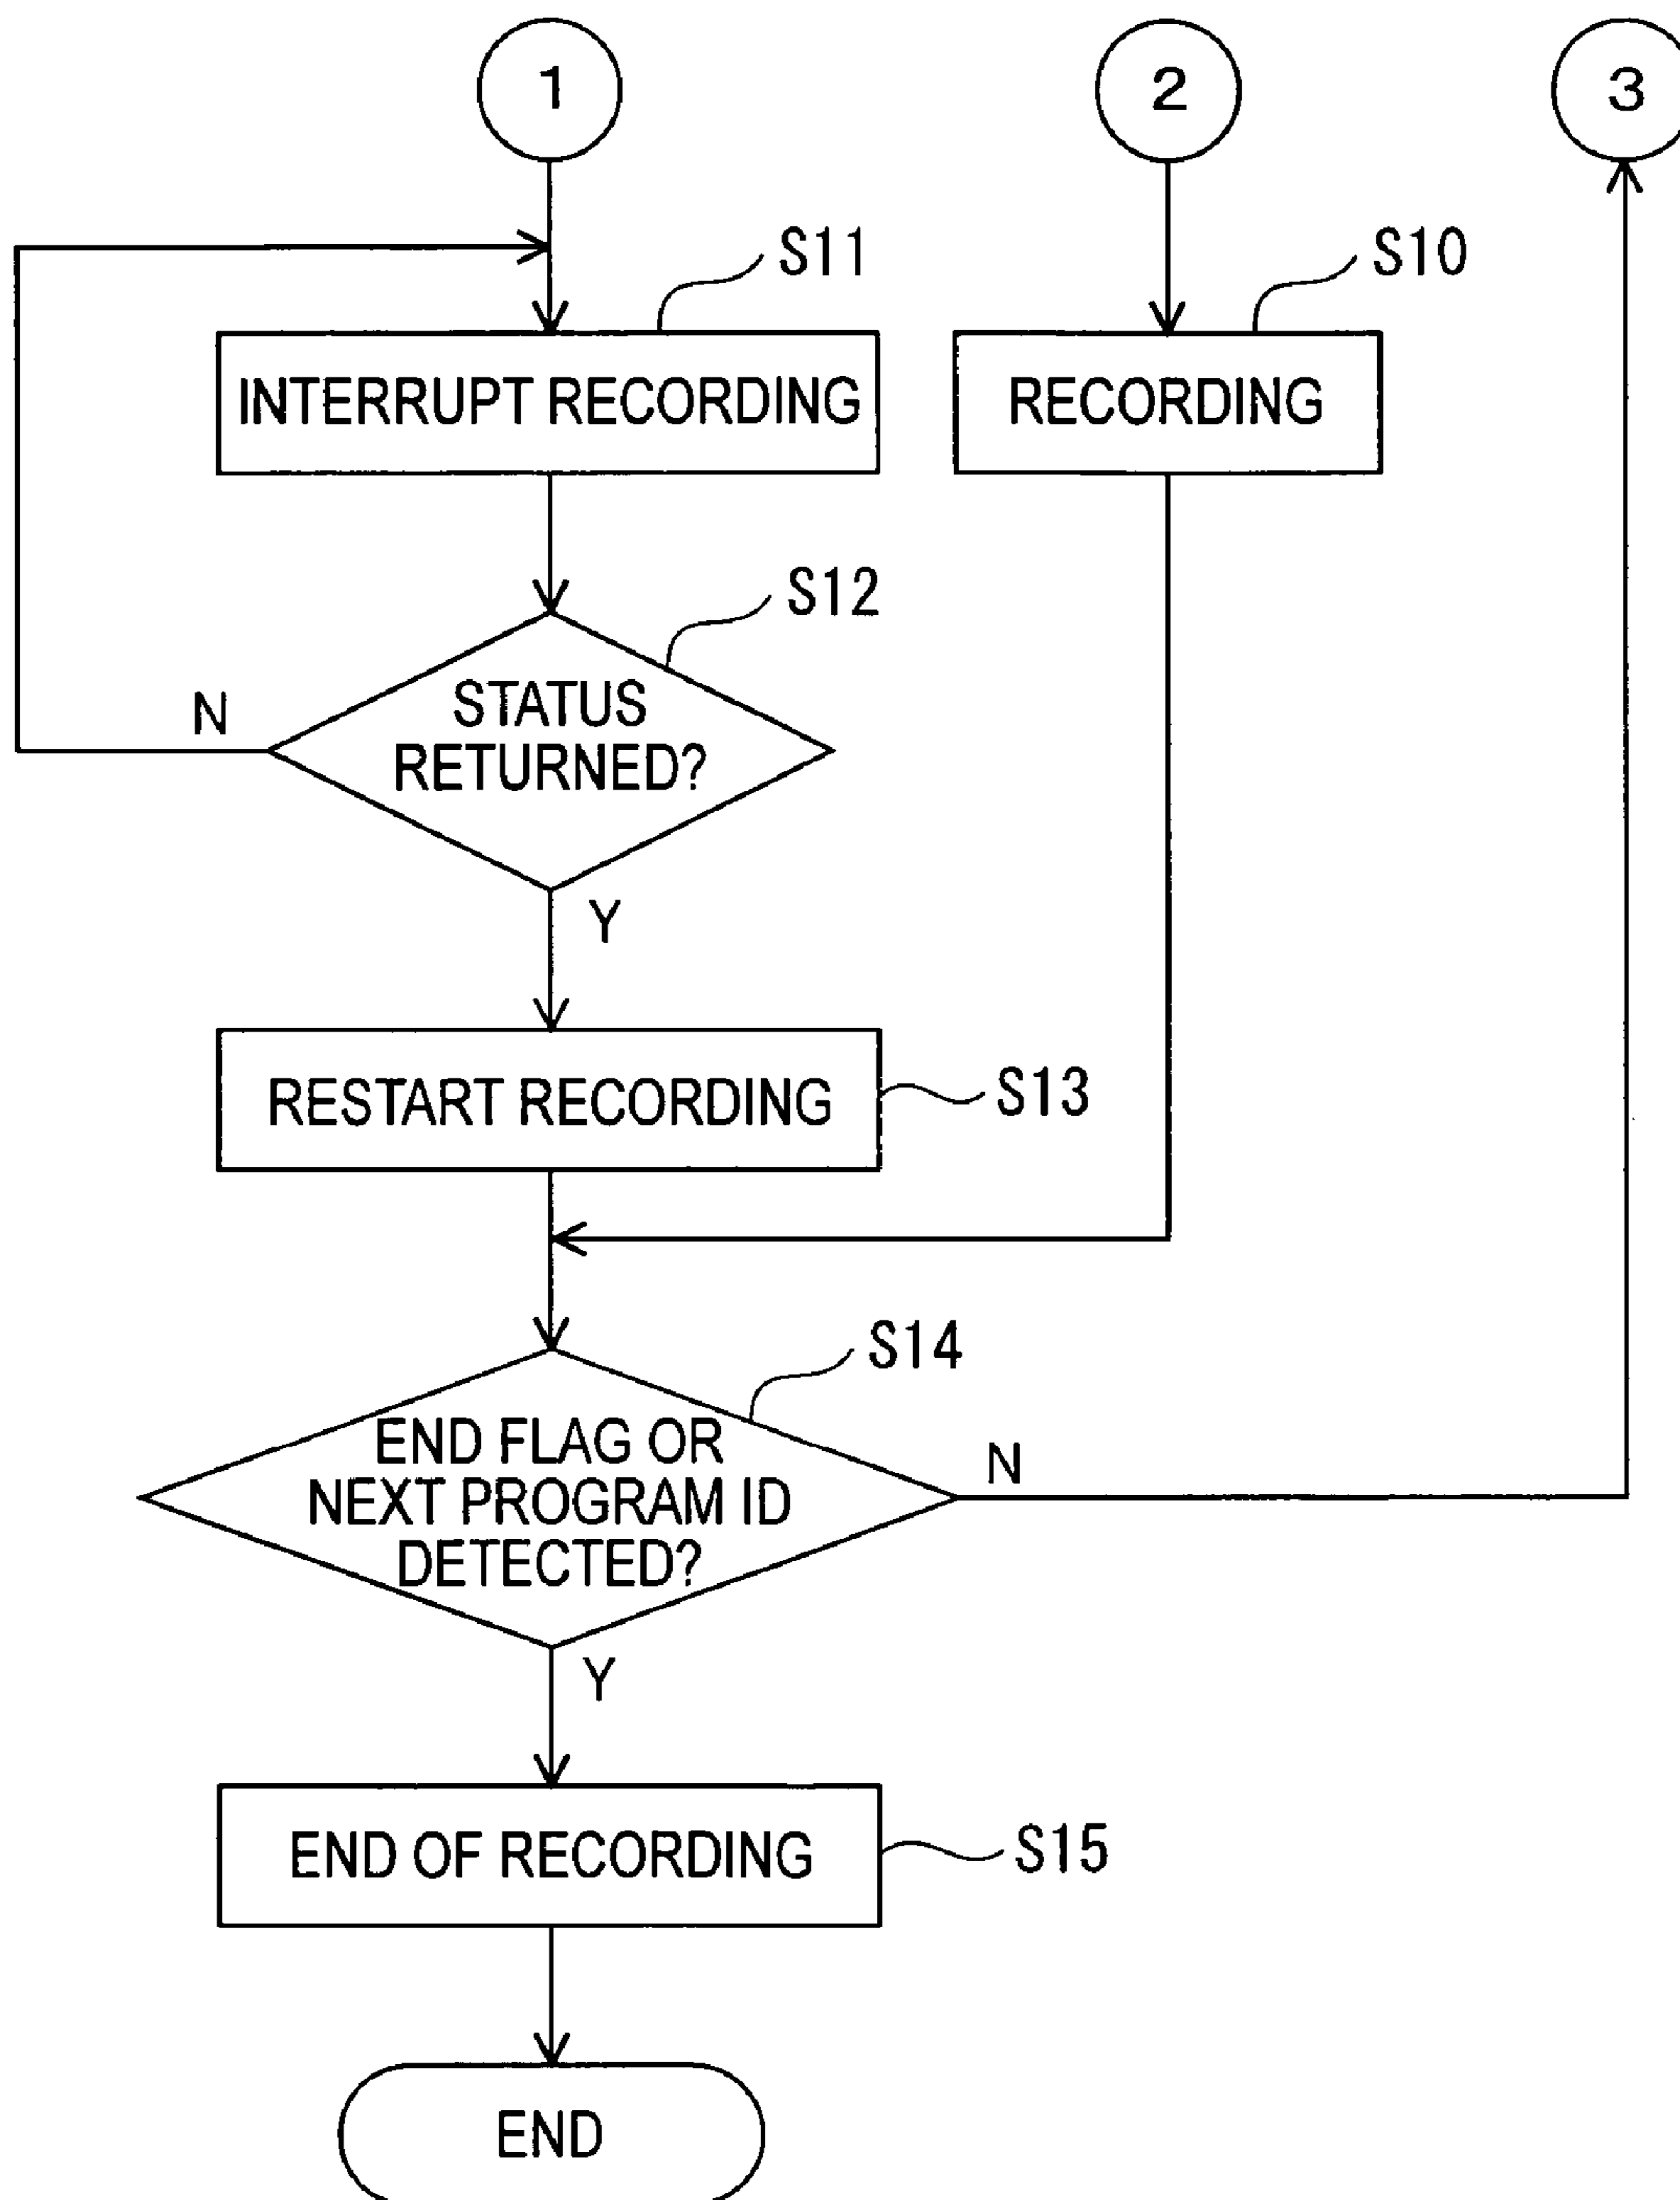 1
2
3
S11
S10
INTERRUPT RECORDING
RECORDING
S12
STATUS
RETURNED?
N
Y
RESTART RECORDING
S13
S14
END FLAG OR
NEXT PROGRAM ID
DETECTED?
N
Y
END OF RECORDING
S15
END